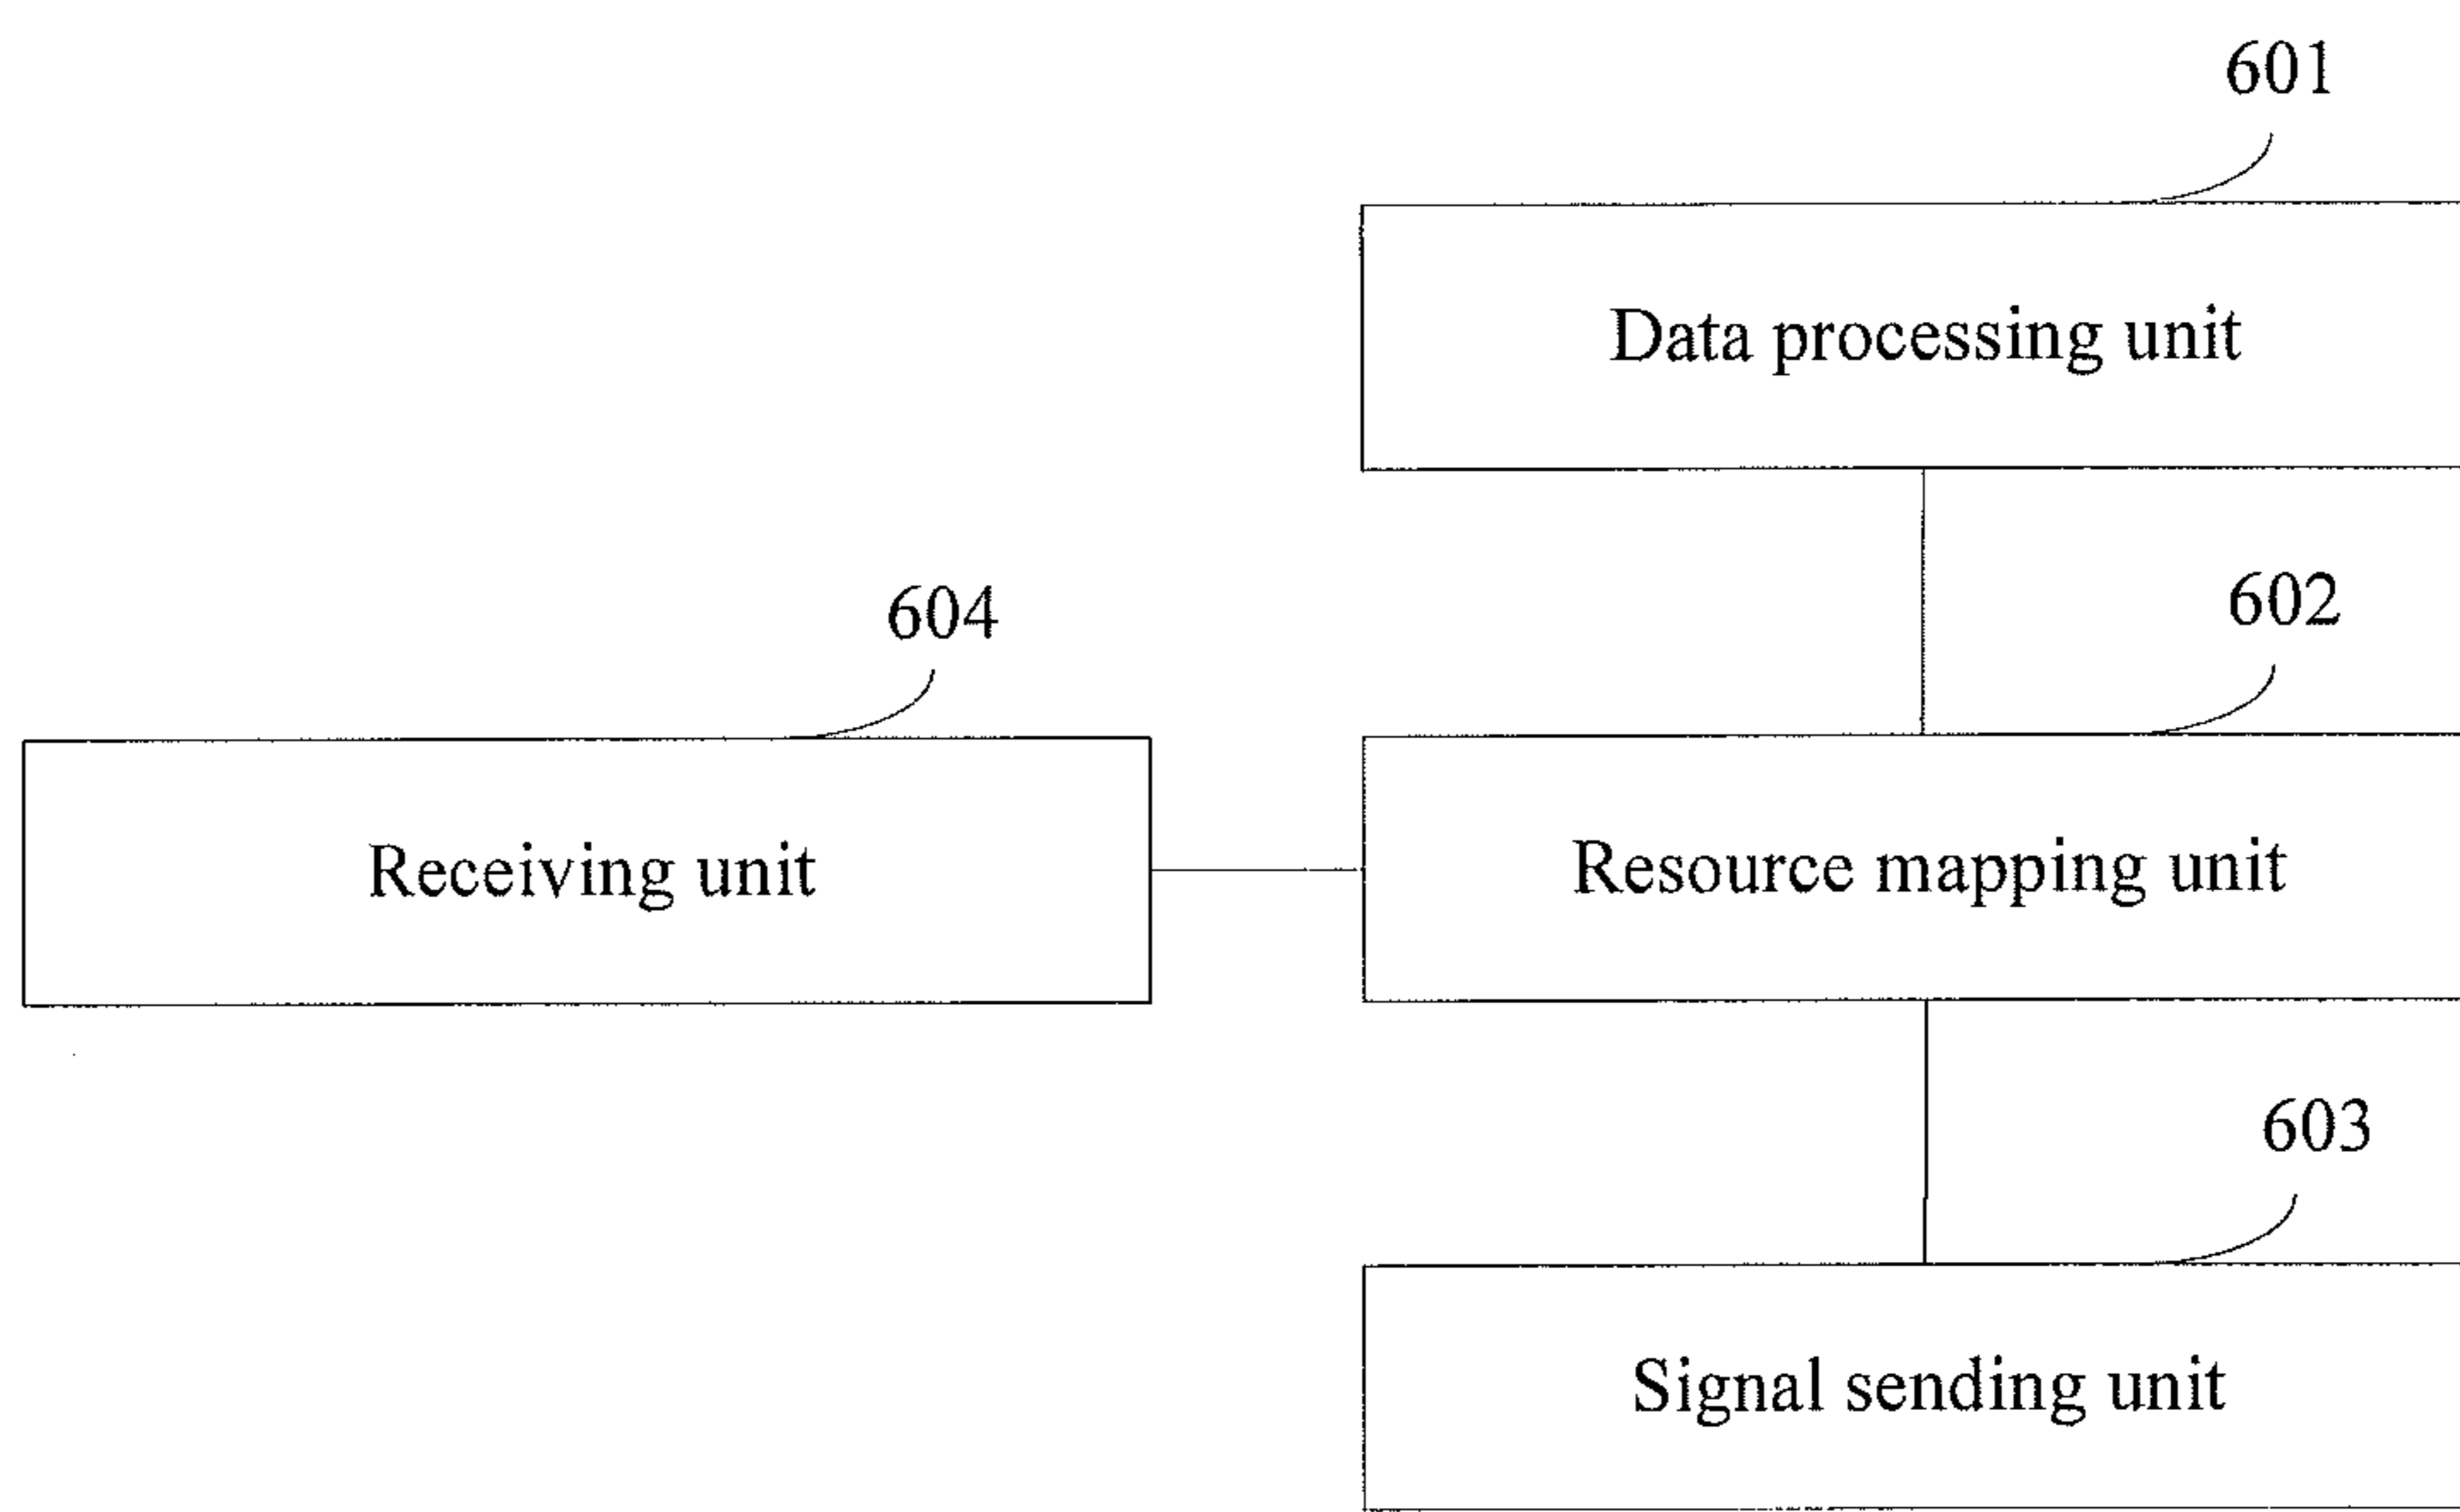 601
Data processing unit
604
602
Receiving unit
Resource mapping unit
603
Signal sending unit